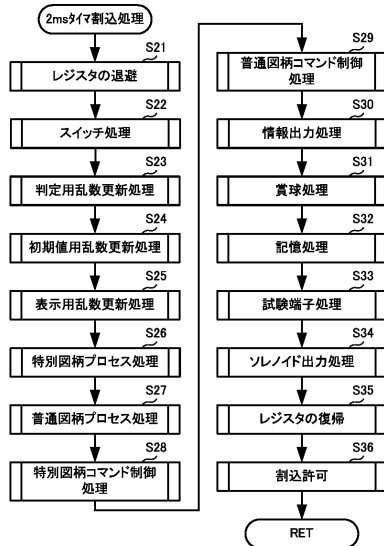 2msタイマ割込処理
S21
レジスタの退避
S22
スイッチ処理
S23
判定用乱数更新処理
S24
初期値用乱数更新処理
S25
表示用乱数更新処理
S26
特別図柄プロセス処理
S27
普通図柄プロセス処理
S28
特別図柄コマンド制御
処理
S29
普通図柄コマンド制御
処理
S30
情報出力処理
S31
賞球処理
S32
記憶処理
S33
試験端子処理
S34
ソレノイド出力処理
S35
レジスタの復帰
S36
割込許可
RET